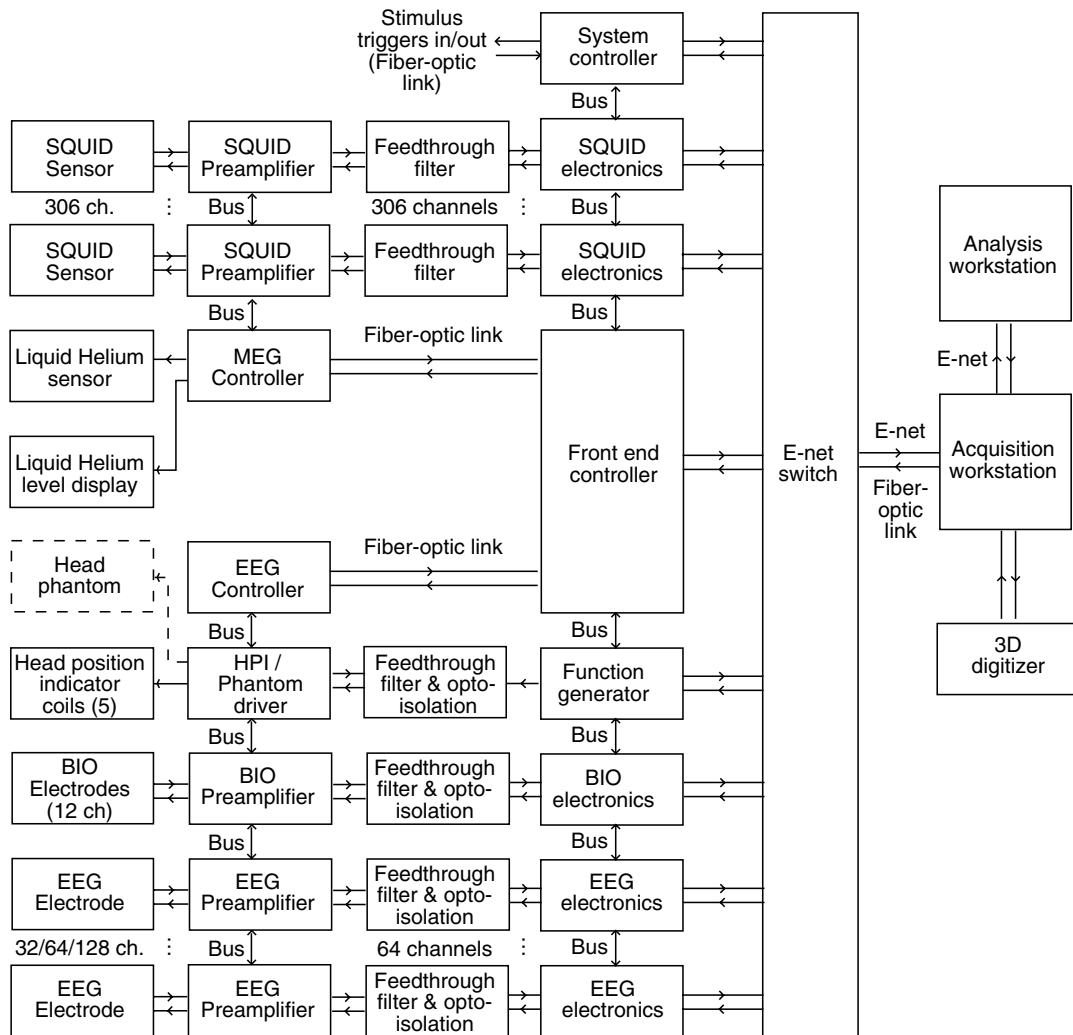 Stimulus
triggers in/out
(Fiber-optic
link)
System
controller
Bus
SQUID
Sensor
SQUID
Preamplifier
Feedthrough
filter
SQUID
electronics
306 ch.
Bus
306 channels
Bus
SQUID
Sensor
SQUID
Preamplifier
Feedthrough
filter
SQUID
electronics
Bus
Bus
Liquid Helium
sensor
MEG
Controller
Fiber-optic link
Liquid Helium
level display
Front end
controller
E-net
switch
Analysis
workstation
E-net
E-net
Acquisition
workstation
Fiber-
optic
link
Head
phantom
EEG
Controller
Fiber-optic link
Bus
Bus
3D
digitizer
Head position
indicator
coils (5)
HPI /
Phantom
driver
Feedthrough
filter & opto-
isolation
Function
generator
Bus
Bus
BIO
Electrodes
(12 ch)
BIO
Preamplifier
Feedthrough
filter & opto-
isolation
BIO
electronics
Bus
Bus
EEG
Electrode
EEG
Preamplifier
Feedthrough
filter & opto-
isolation
EEG
electronics
32/64/128 ch.
Bus
64 channels
Bus
EEG
Electrode
EEG
Preamplifier
Feedthrough
filter & opto-
isolation
EEG
electronics